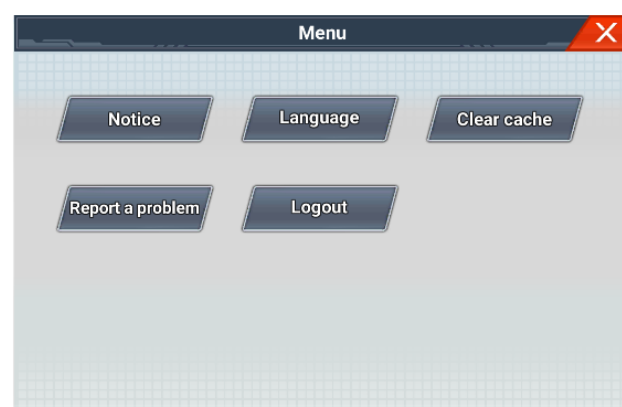 Menu
Notice
Language
Clear cache
Report a problem
Logout